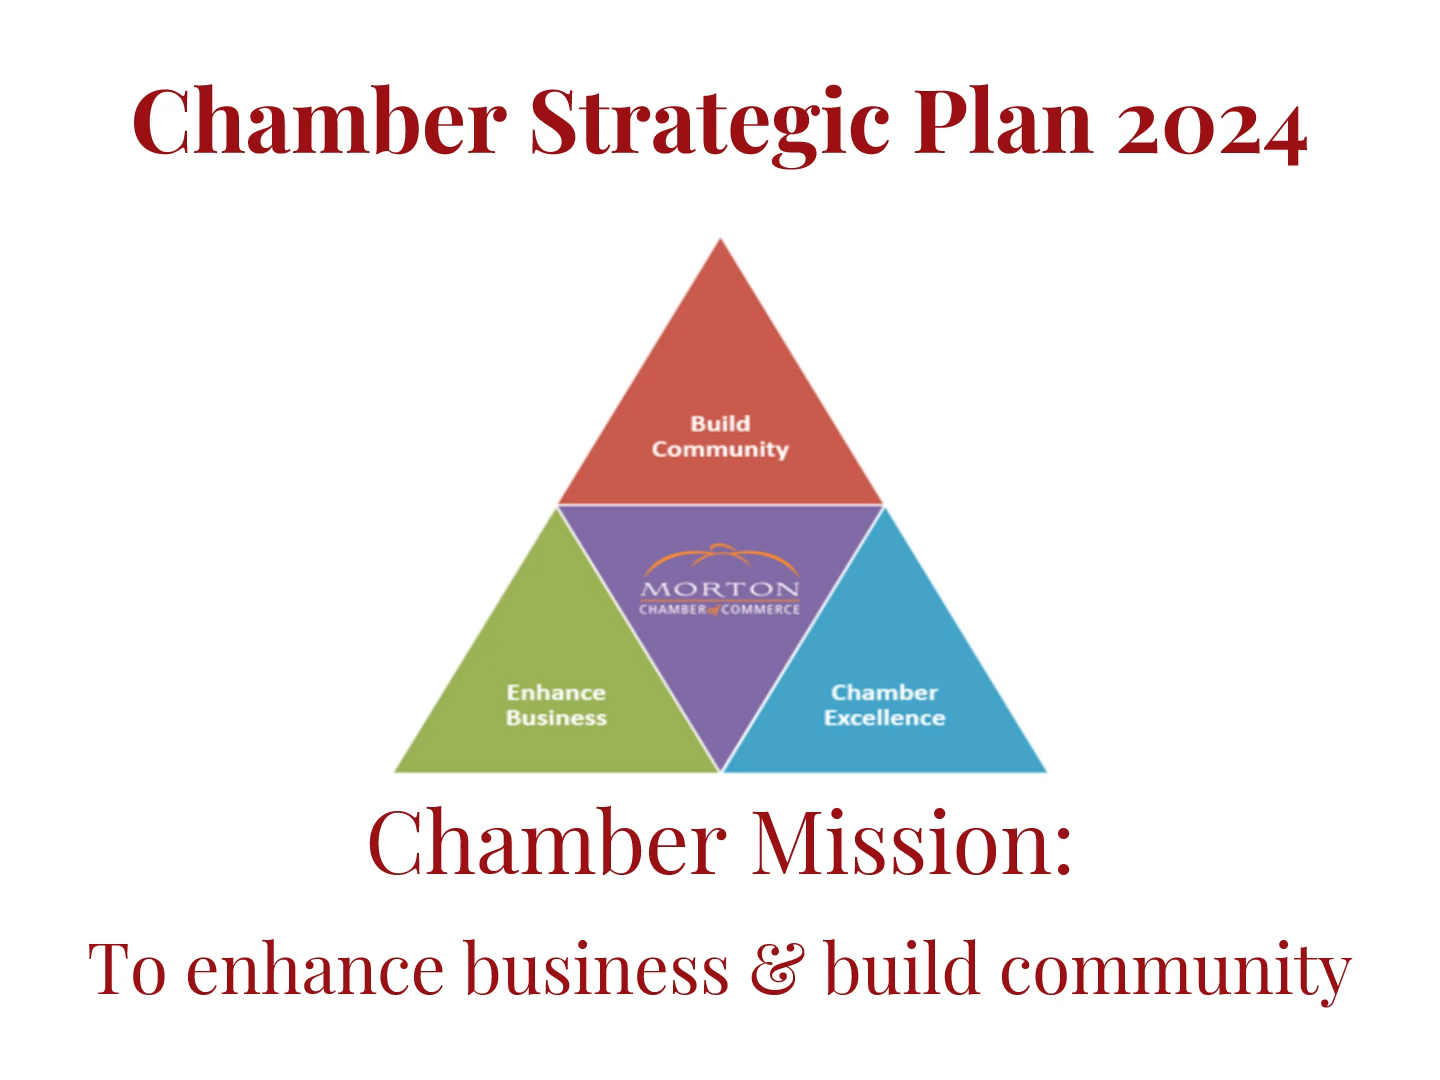 Chamber Strategic Plan 2024
Build
Community
MORTON
CHAMBER of COMMERCE
Enhance
Business
Chamber
Excellence
Chamber Mission:
To enhance business & build community